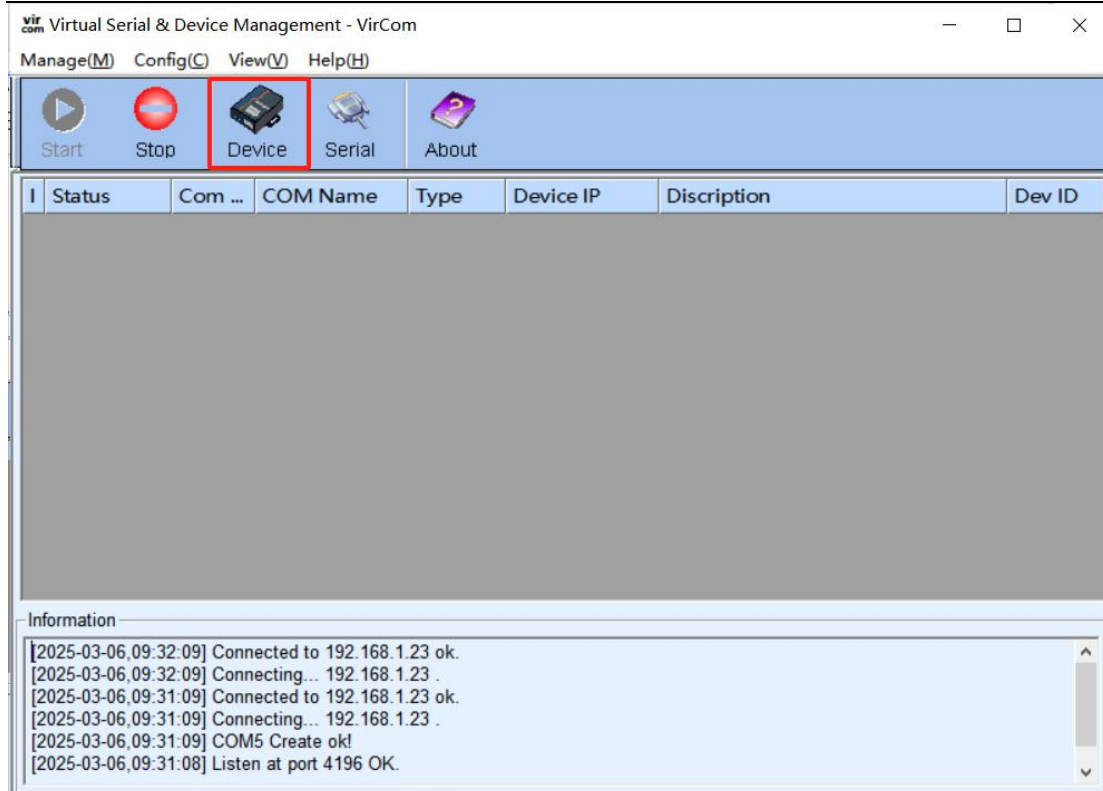 vir com Virtual Serial & Device Management - VirCom
Manage(M) Config(C) View(V) Help(H)
Start Stop Device Serial About
I Status Com ... COM Name Type Device IP Discription Dev ID
Information
[2025-03-06,09:32:09] Connected to 192.168.1.23 ok.
[2025-03-06,09:32:09] Connecting... 192.168.1.23 .
[2025-03-06,09:31:09] Connected to 192.168.1.23 ok.
[2025-03-06,09:31:09] Connecting... 192.168.1.23 .
[2025-03-06,09:31:09] COM5 Create ok!
[2025-03-06,09:31:08] Listen at port 4196 OK.